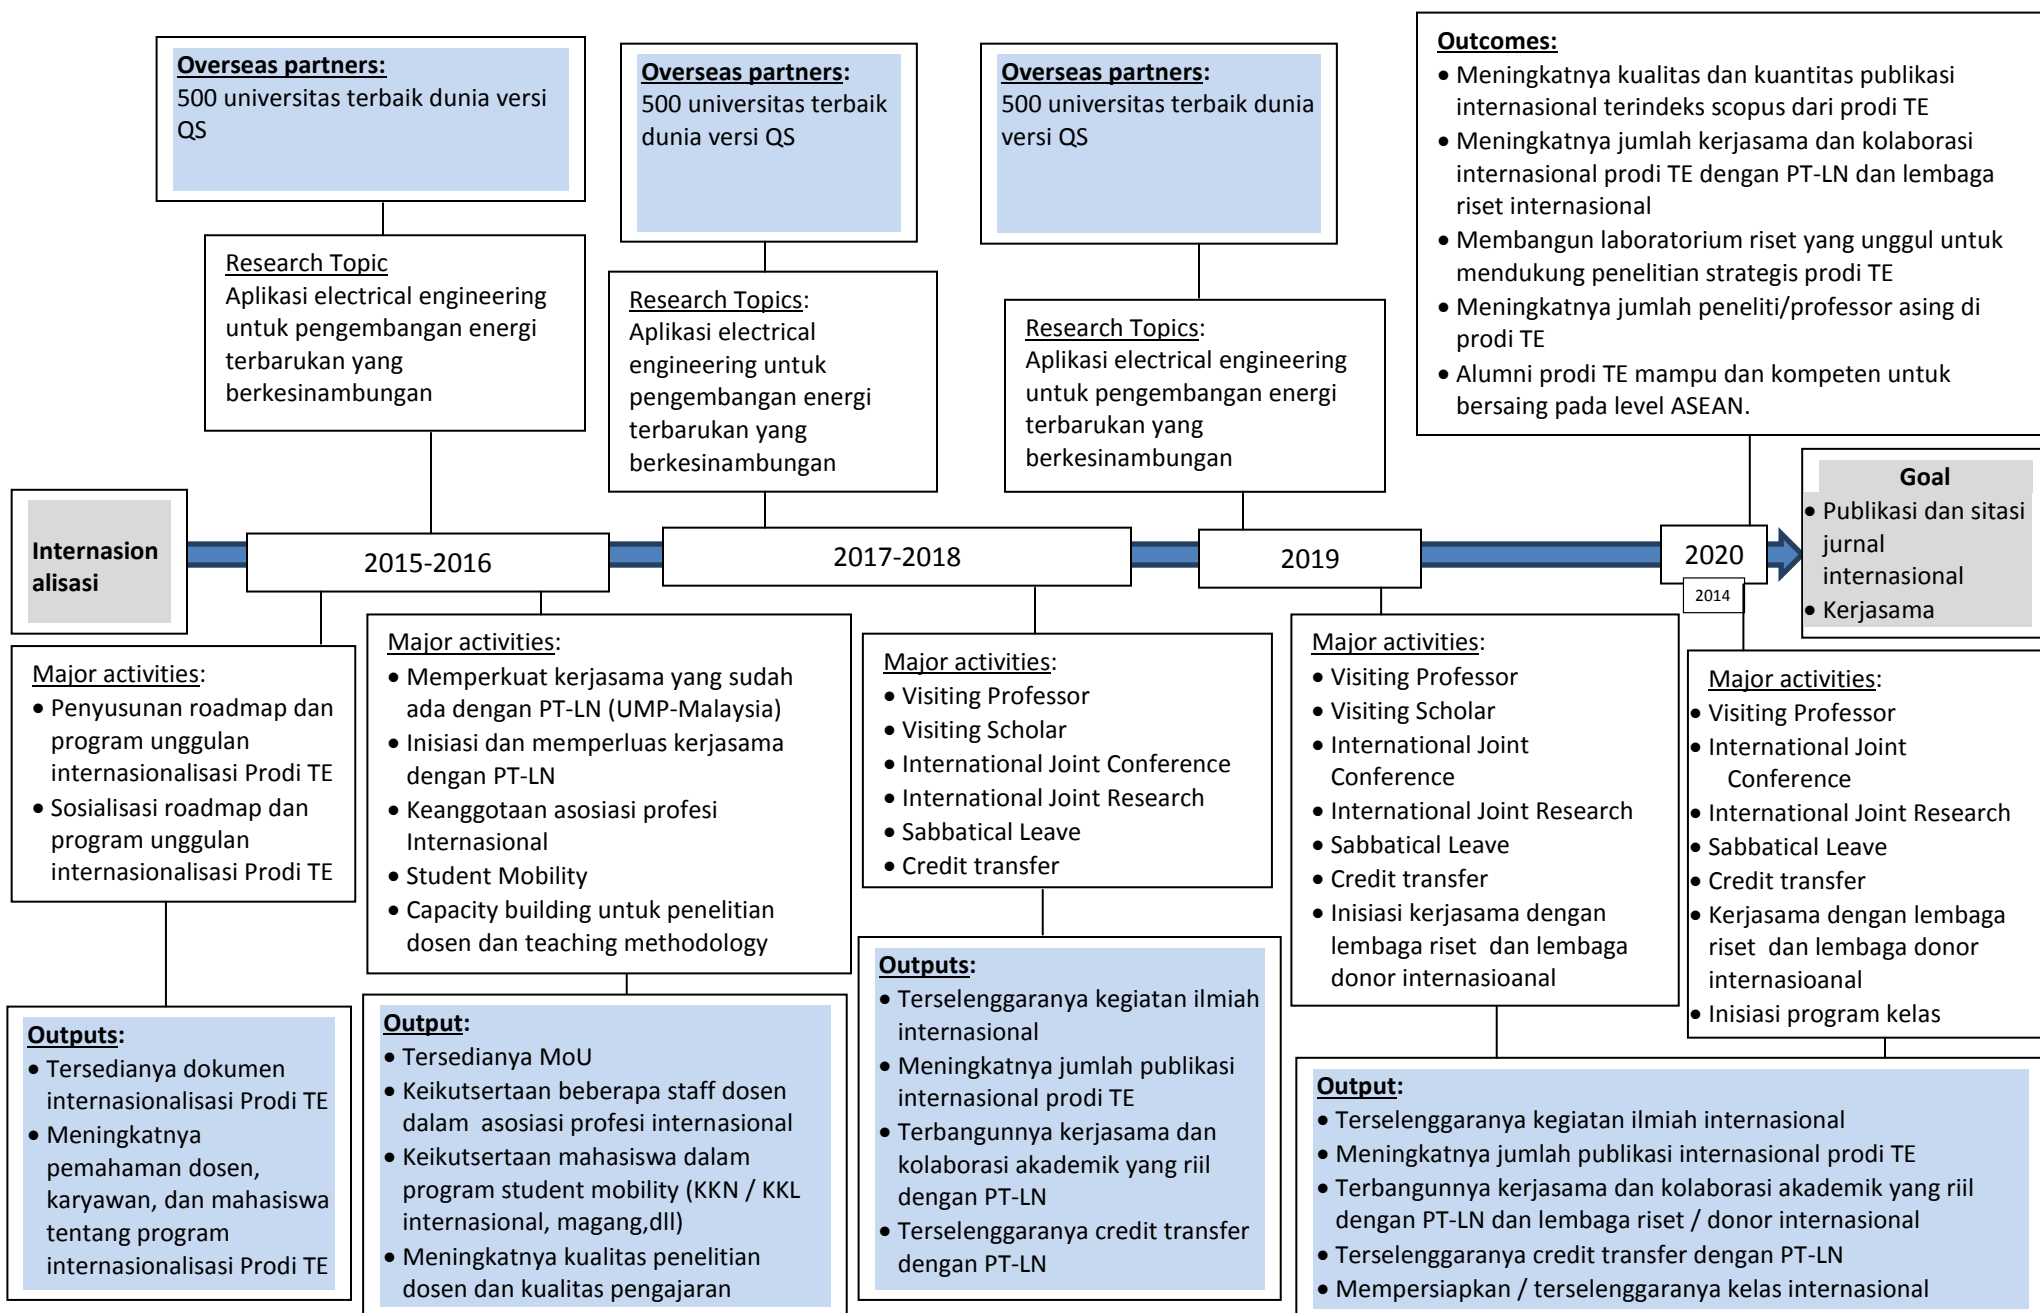 Overseas partners:
500 universitas terbaik dunia versi
QS
Overseas partners:
500 universitas terbaik
dunia versi QS
Overseas partners:
500 universitas terbaik dunia
versi QS
Outcomes:
• Meningkatnya kualitas dan kuantitas publikasi
internasional terindeks scopus dari prodi TE
• Meningkatnya jumlah kerjasama dan kolaborasi
internasional prodi TE dengan PT-LN dan lembaga
riset internasional
• Membangun laboratorium riset yang unggul untuk
mendukung penelitian strategis prodi TE
• Meningkatnya jumlah peneliti/professor asing di
prodi TE
• Alumni prodi TE mampu dan kompeten untuk
bersaing pada level ASEAN.
Research Topic
Aplikasi electrical engineering
untuk pengembangan energi
terbarukan yang
berkesinambungan
Research Topics:
Aplikasi electrical
engineering untuk
pengembangan energi
terbarukan yang
berkesinambungan
Research Topics:
Aplikasi electrical engineering
untuk pengembangan energi
terbarukan yang
berkesinambungan
Internasion
alisasi
2015-2016
2017-2018
2019
2020
2014
Goal
• Publikasi dan sitasi
jurnal
internasional
• Kerjasama
Major activities:
• Penyusunan roadmap dan
program unggulan
internasionalisasi Prodi TE
• Sosialisasi roadmap dan
program unggulan
internasionalisasi Prodi TE
Major activities:
• Memperkuat kerjasama yang sudah
ada dengan PT-LN (UMP-Malaysia)
• Inisiasi dan memperluas kerjasama
dengan PT-LN
• Keanggotaan asosiasi profesi
Internasional
• Student Mobility
• Capacity building untuk penelitian
dosen dan teaching methodology
Major activities:
• Visiting Professor
• Visiting Scholar
• International Joint Conference
• International Joint Research
• Sabbatical Leave
• Credit transfer
Major activities:
• Visiting Professor
• Visiting Scholar
• International Joint
Conference
• International Joint Research
• Sabbatical Leave
• Credit transfer
• Inisiasi kerjasama dengan
lembaga riset  dan lembaga
donor internasioanal
Major activities:
• Visiting Professor
• International Joint
Conference
• International Joint Research
• Sabbatical Leave
• Credit transfer
• Kerjasama dengan lembaga
riset  dan lembaga donor
internasioanal
• Inisiasi program kelas
Outputs:
• Tersedianya dokumen
internasionalisasi Prodi TE
• Meningkatnya
pemahaman dosen,
karyawan, dan mahasiswa
tentang program
internasionalisasi Prodi TE
Output:
• Tersedianya MoU
• Keikutsertaan beberapa staff dosen
dalam  asosiasi profesi internasional
• Keikutsertaan mahasiswa dalam
program student mobility (KKN / KKL
internasional, magang,dll)
• Meningkatnya kualitas penelitian
dosen dan kualitas pengajaran
Outputs:
• Terselenggaranya kegiatan ilmiah
internasional
• Meningkatnya jumlah publikasi
internasional prodi TE
• Terbangunnya kerjasama dan
kolaborasi akademik yang riil
dengan PT-LN
• Terselenggaranya credit transfer
dengan PT-LN
Output:
• Terselenggaranya kegiatan ilmiah internasional
• Meningkatnya jumlah publikasi internasional prodi TE
• Terbangunnya kerjasama dan kolaborasi akademik yang riil
dengan PT-LN dan lembaga riset / donor internasional
• Terselenggaranya credit transfer dengan PT-LN
• Mempersiapkan / terselenggaranya kelas internasional